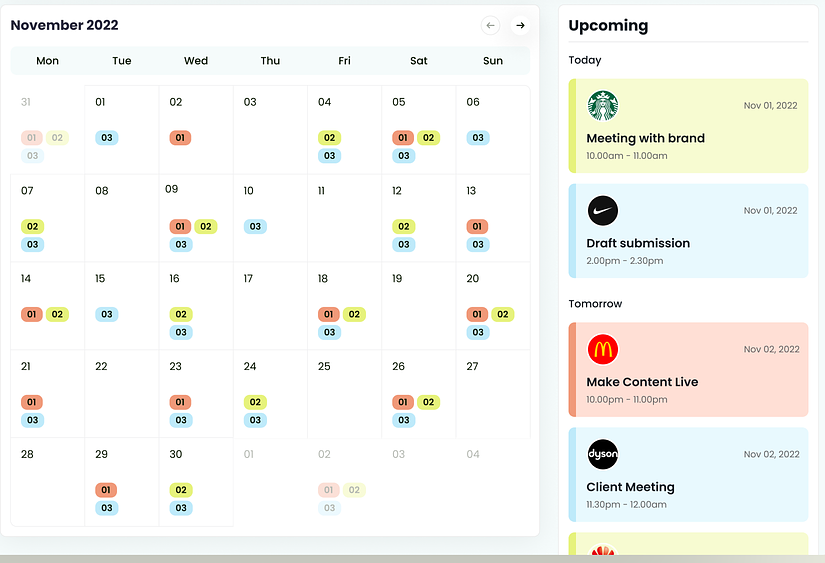 November 2022
Mon Tue Wed Thu Fri Sat Sun
31 01 02 03 04 05 06
01 02 03 01 02 01 02 03
03 03 03
07 08 09 10 11 12 13
02 01 02 03 02 01
03 03 03 03
14 15 16 17 18 19 20
01 02 03 02 01 02 01 02
03 03 03
21 22 23 24 25 26 27
01 01 02 01 02
03 03 03 03
28 29 30 01 02 03 04
01 02 01 02
03 03 03
Upcoming
Today
Nov 01, 2022
Meeting with brand
10.00am - 11.00am
Nov 01, 2022
Draft submission
2.00pm - 2.30pm
Tomorrow
Nov 02, 2022
Make Content Live
10.00pm - 11.00pm
dyson
Nov 02, 2022
Client Meeting
11.30pm - 12.00am